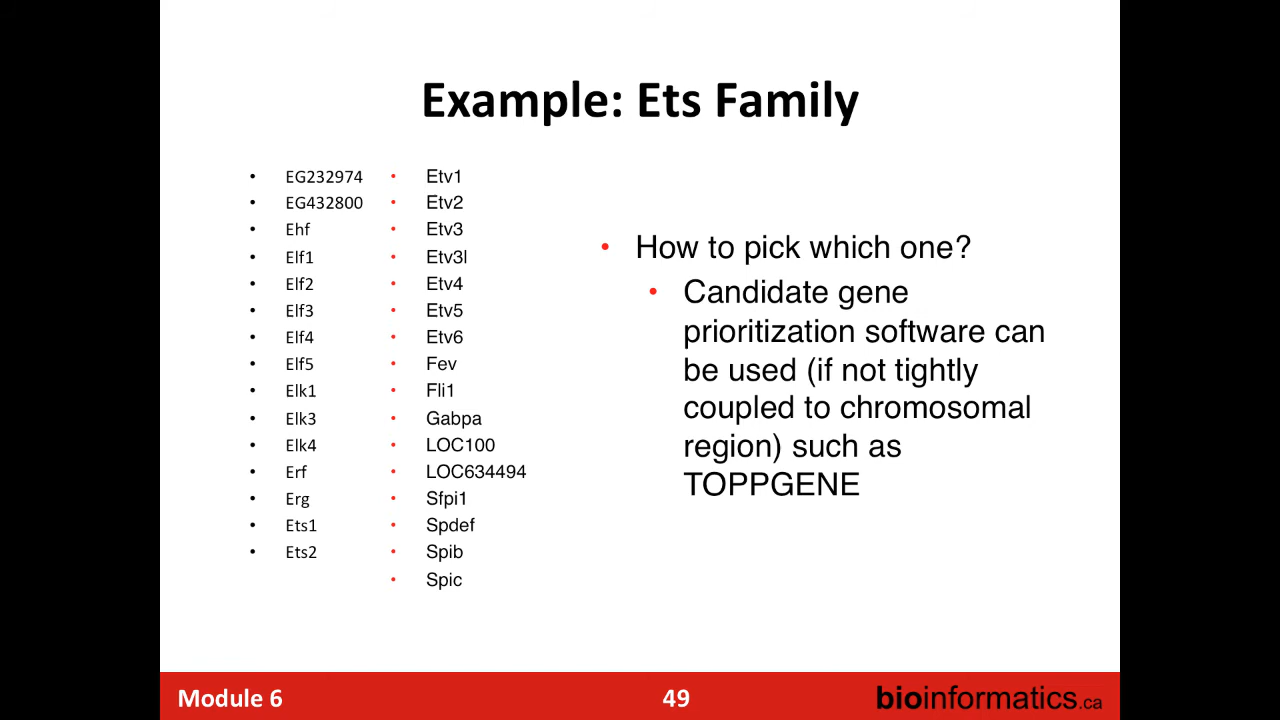 Example: Ets Family
EG232974
EG432800
Ehf
Elf1
Elf2
Elf3
Elf4
Elf5
Elk1
Elk3
Elk4
Erf
Erg
Ets1
Ets2
Etv1
Etv2
Etv3
Etv3l
Etv4
Etv5
Etv6
Fev
Fli1
Gabpa
LOC100
LOC634494
Sfpi1
Spdef
Spib
Spic
How to pick which one?
Candidate gene
prioritization software can
be used (if not tightly
coupled to chromosomal
region) such as
TOPPGENE
Module 6
49
bioinformatics.ca